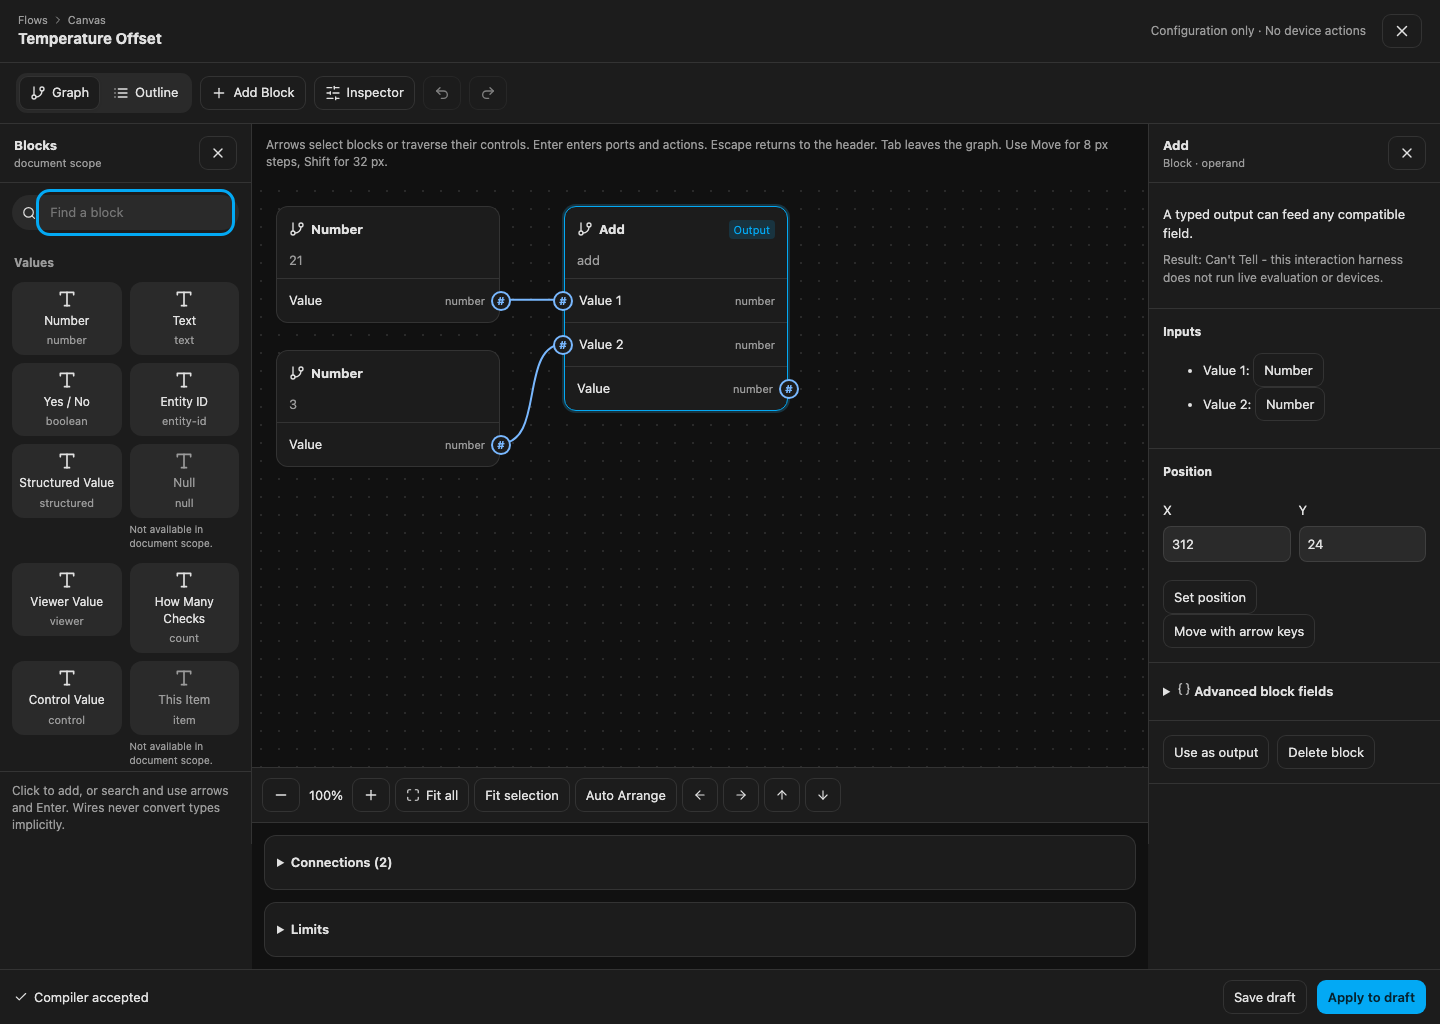 Flows > Canvas
Temperature Offset
Configuration only · No device actions
Graph
Outline
Add Block
Inspector
Blocks
document scope
Find a block
Values
Number
number
Text
text
Yes / No
boolean
Entity ID
entity-id
Structured Value
structured
Null
null
Not available in
document scope.
Viewer Value
viewer
How Many
Checks
count
Control Value
control
This Item
item
Not available in
document scope.
Click to add, or search and use arrows
and Enter. Wires never convert types
implicitly.
Arrows select blocks or traverse their controls. Enter enters ports and actions. Escape returns to the header. Tab leaves the graph. Use Move for 8 px
steps, Shift for 32 px.
Number
21
Value number #
Number
3
Value number #
Add Output
add
# Value 1 number
# Value 2 number
Value number #
100%
Fit all
Fit selection
Auto Arrange
Connections (2)
Limits
Add
Block · operand
A typed output can feed any compatible
field.
Result: Can't Tell - this interaction harness
does not run live evaluation or devices.
Inputs
• Value 1: Number
• Value 2: Number
Position
X Y
312 24
Set position
Move with arrow keys
{} Advanced block fields
Use as output
Delete block
Compiler accepted
Save draft
Apply to draft